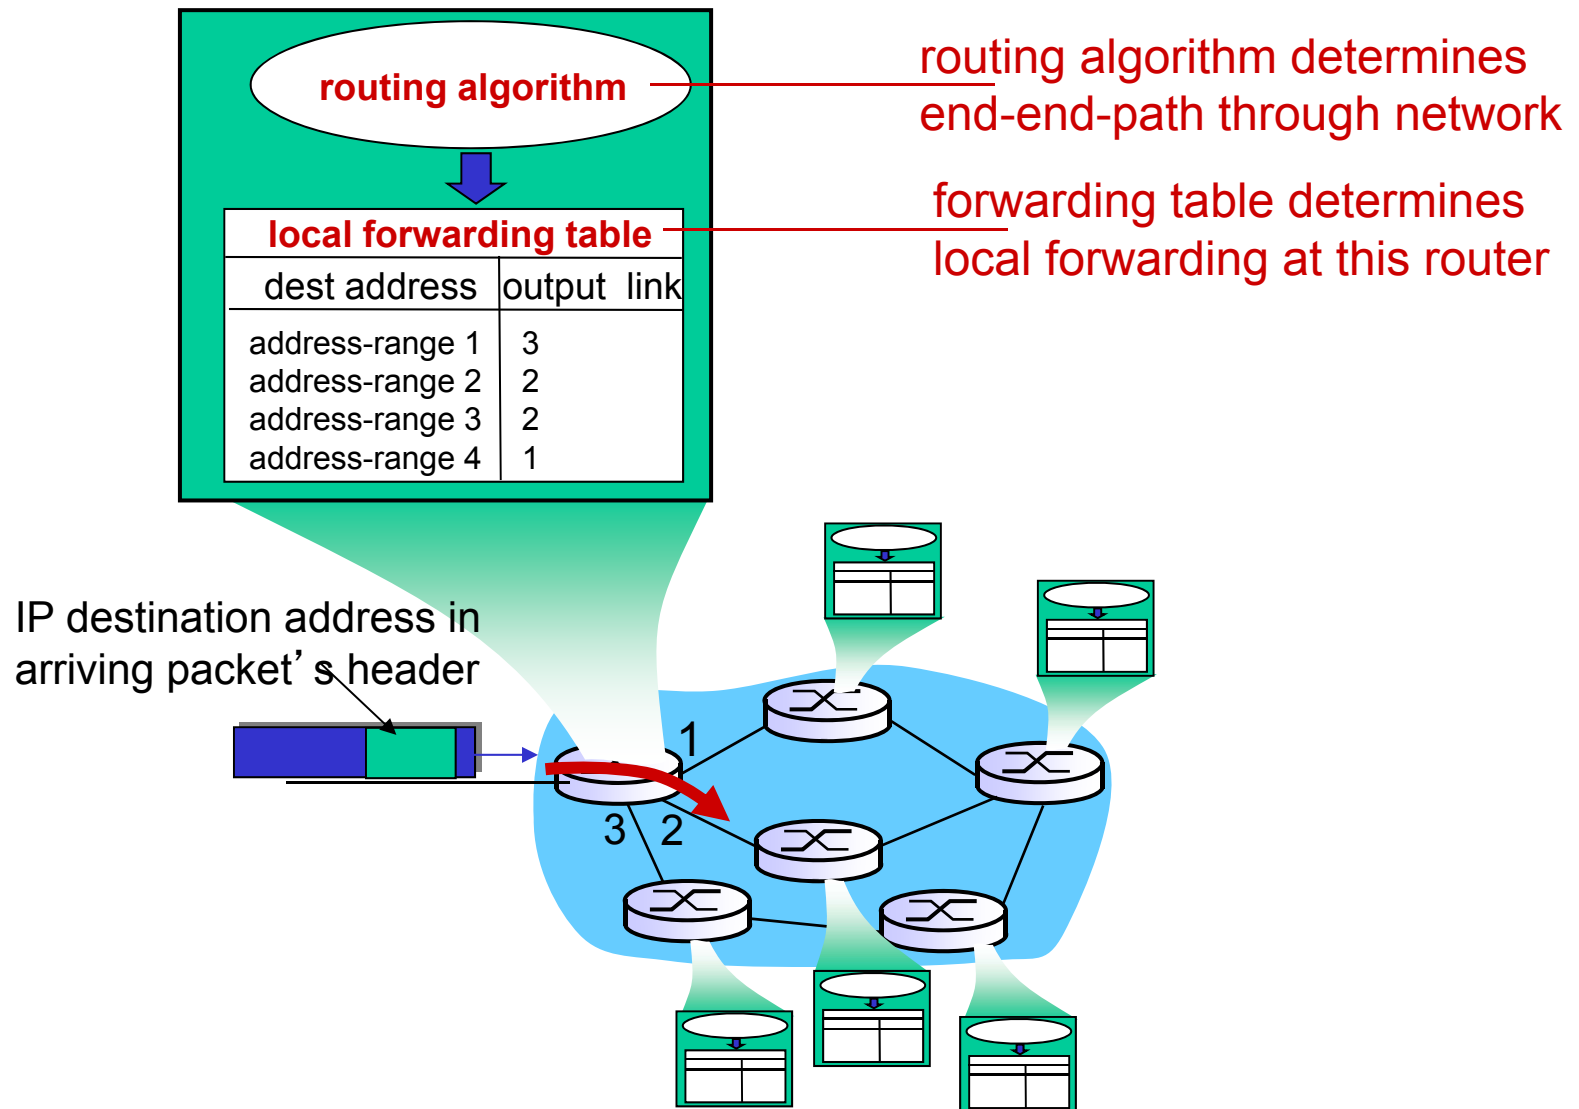 routing algorithm
routing algorithm determines
end-end-path through network
local forwarding table
forwarding table determines
local forwarding at this router
dest address output link
address-range 1 3
address-range 2 2
address-range 3 2
address-range 4 1
IP destination address in
arriving packet’s header
1
3 2